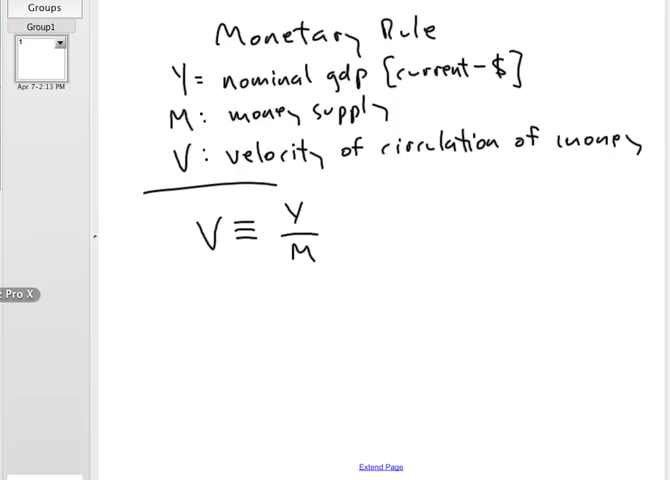 Groups
Group1
1
Apr 7-2:13 PM
Pro X
Monetary Rule
Y = nominal gdp [current-$]
M: money supply
V: velocity of circulation of money
V ≡ Y/M
Extend Page